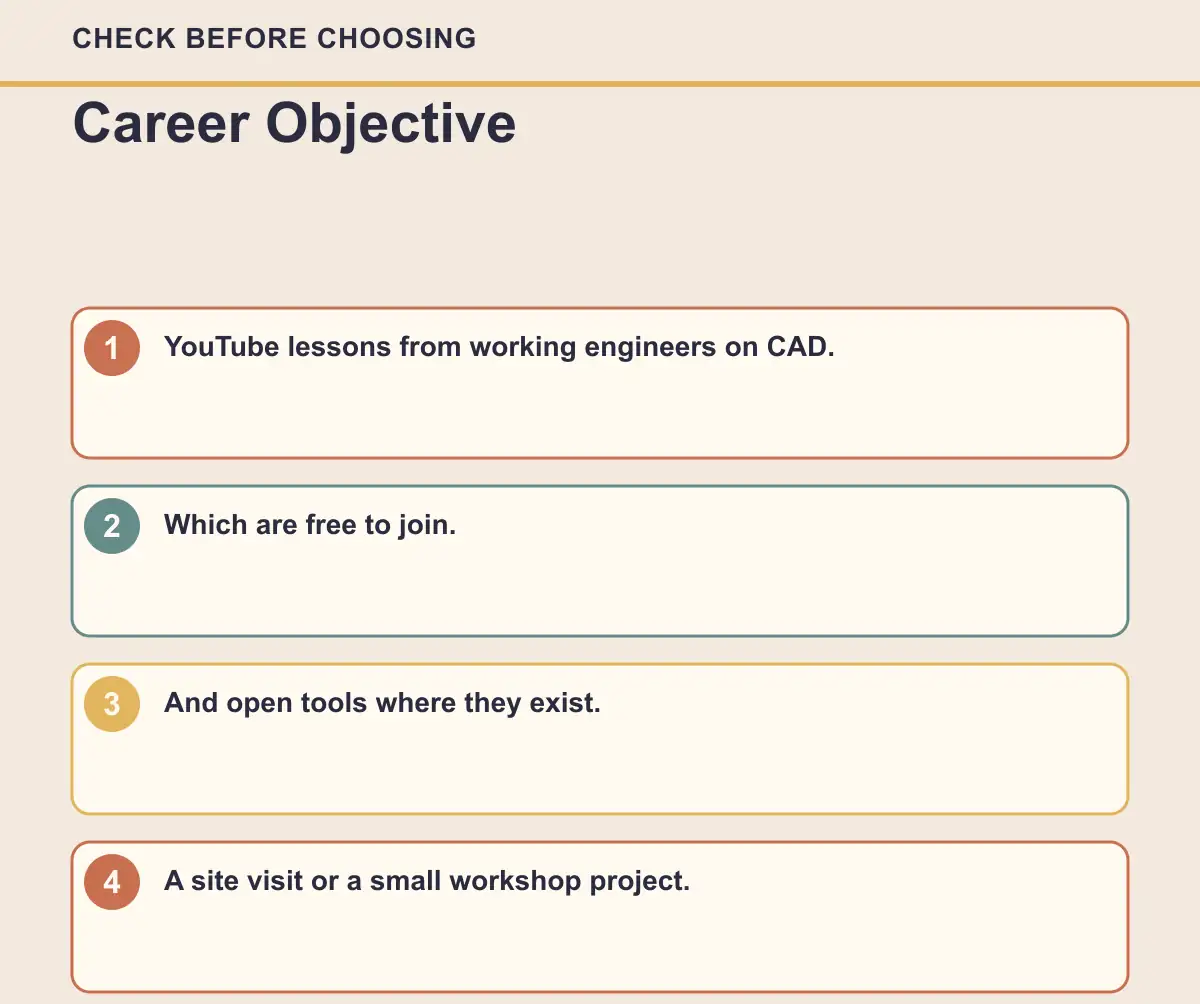 CHECK BEFORE CHOOSING
Career Objective
1 YouTube lessons from working engineers on CAD.
2 Which are free to join.
3 And open tools where they exist.
4 A site visit or a small workshop project.